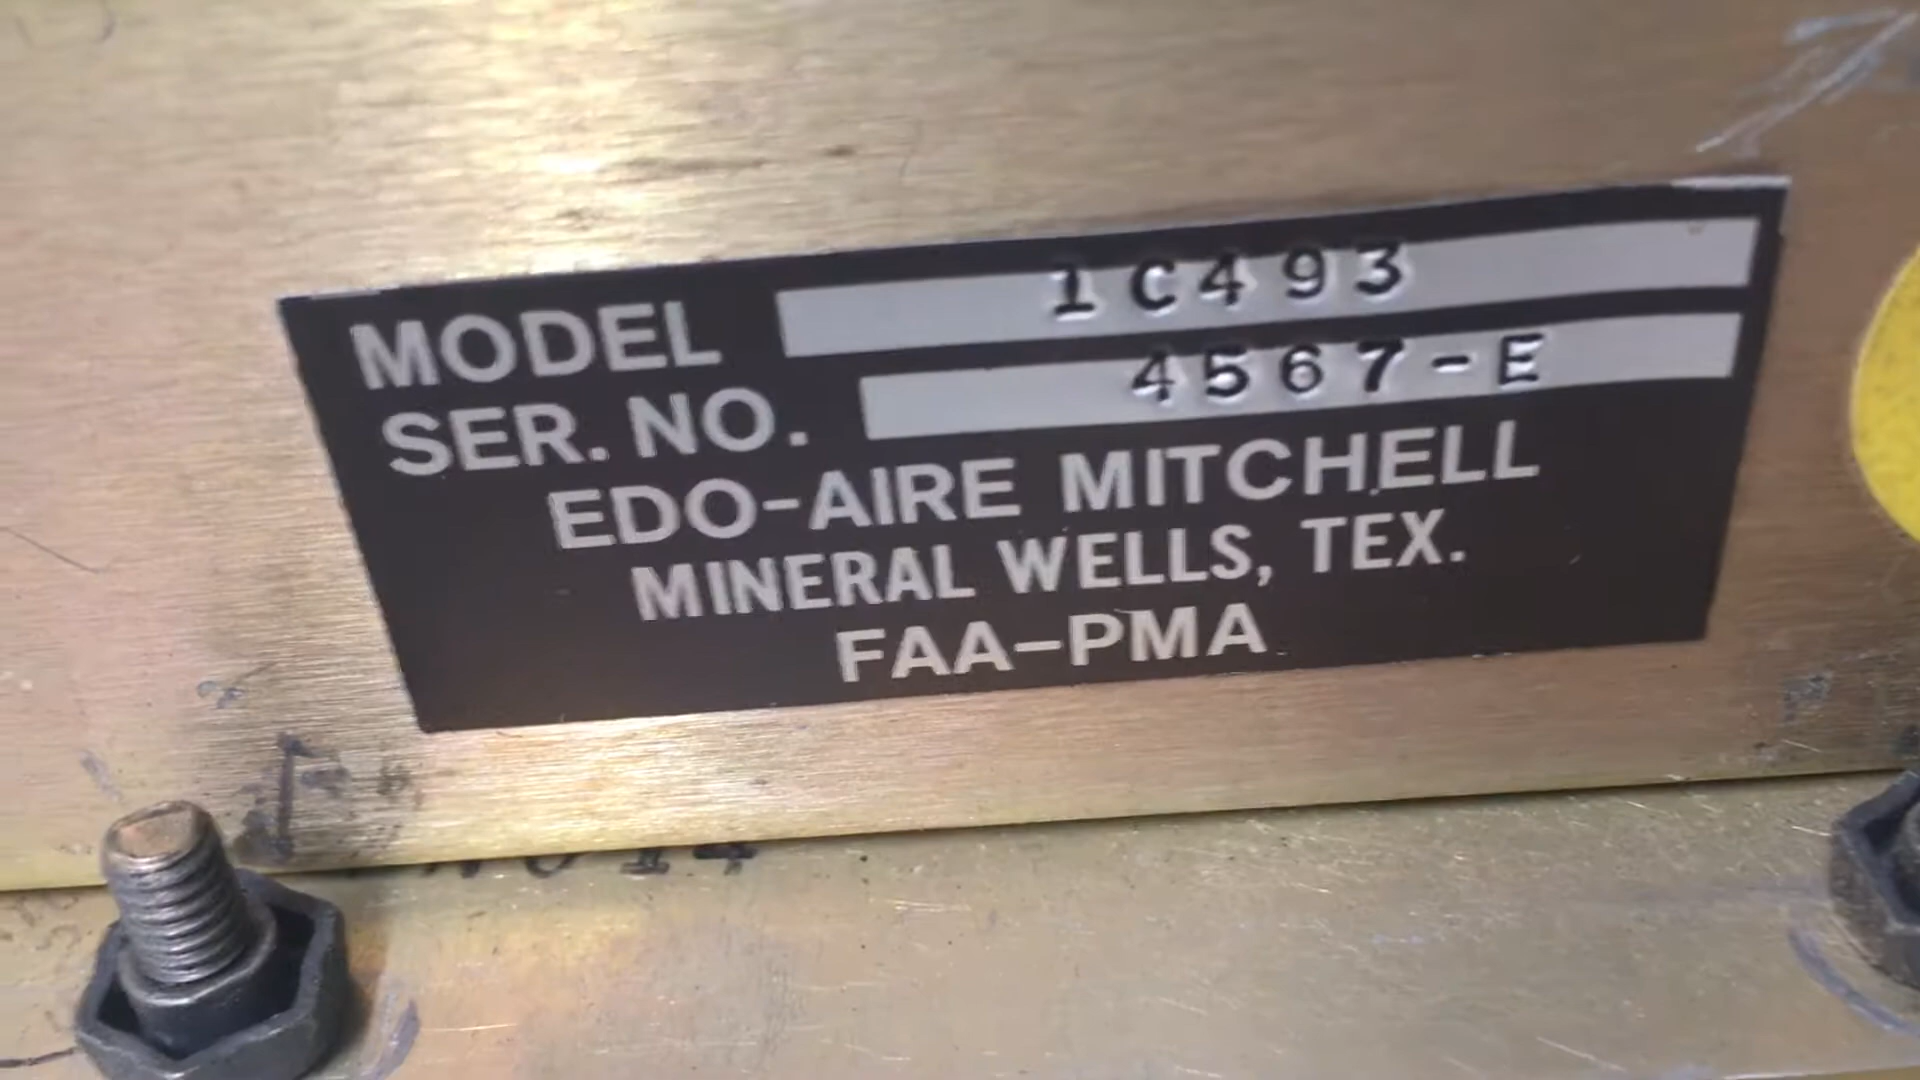 MODEL 1C493
SER. NO. 4567-E
EDO-AIRE MITCHELL
MINERAL WELLS, TEX.
FAA-PMA